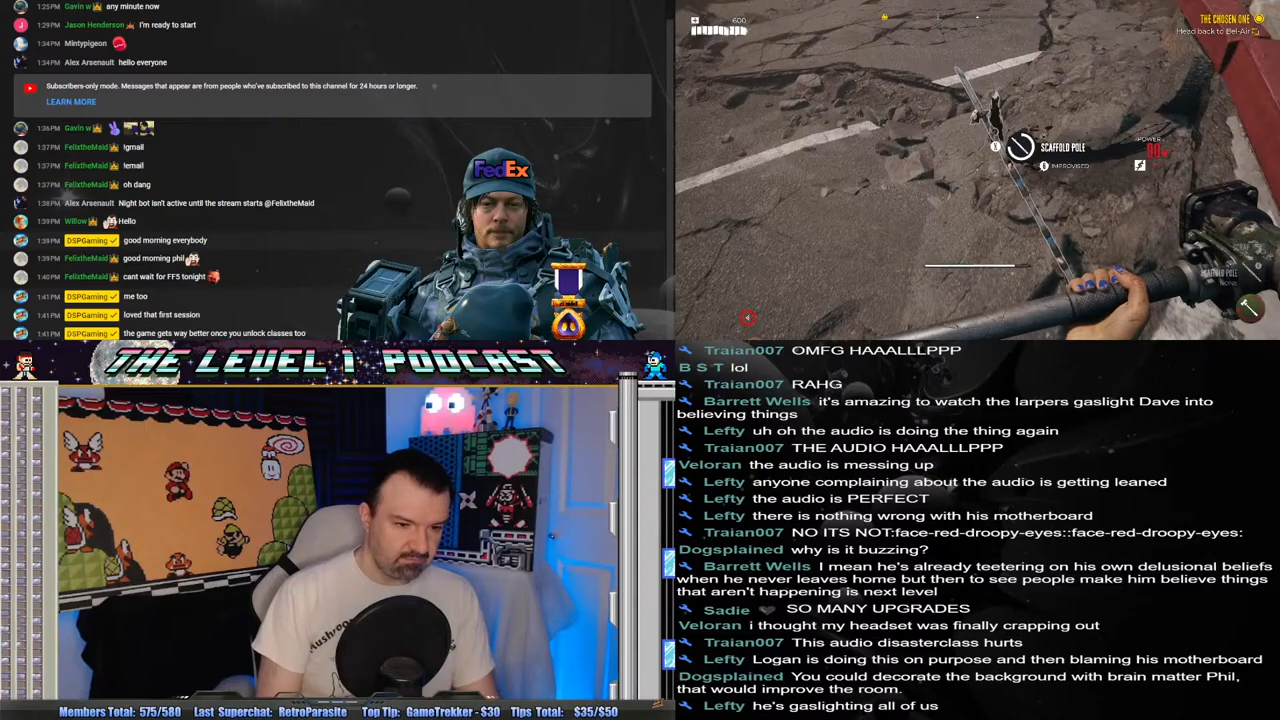 1:25PM Gavin w any minute now
1:29PM Jason Henderson I'm ready to start
1:34PM Mintypigeon
1:34PM Alex Arsenault hello everyone
Subscribers-only mode. Messages that appear are from people who've subscribed to this channel for 24 hours or longer.
LEARN MORE
1:36PM Gavin w
1:37PM FelixtheMaid !gmail
1:37PM FelixtheMaid !email
1:37PM FelixtheMaid oh dang
1:38PM Alex Arsenault Night bot isn't active until the stream starts @FelixtheMaid
1:39PM Willow Hello
1:39PM DSPGaming good morning everybody
1:39PM FelixtheMaid good morning phil
1:40PM FelixtheMaid cant wait for FF5 tonight
1:41PM DSPGaming me too
1:41PM DSPGaming loved that first session
1:41PM DSPGaming the game gets way better once you unlock classes too
FedEx
600
THE CHOSEN ONE
Head back to Bel-Air
SCAFFOLD POLE
IMPROVISED
POWER
SCAFFOLD POLE
NONE
THE LEVEL 1 PODCAST
Members Total: 575/580 Last Superchat: RetroParasite Top Tip: GameTrekker - $30 Tips Total: $35/$50
Traian007 OMFG HAAALLLPPP
B S T lol
Traian007 RAHG
Barrett Wells it's amazing to watch the larpers gaslight Dave into
believing things
Lefty uh oh the audio is doing the thing again
Traian007 THE AUDIO HAAALLLPPP
Veloran the audio is messing up
Lefty anyone complaining about the audio is getting leaned
Lefty the audio is PERFECT
Lefty there is nothing wrong with his motherboard
Traian007 NO ITS NOT:face-red-droopy-eyes::face-red-droopy-eyes:
Dogsplained why is it buzzing?
Barrett Wells I mean he's already teetering on his own delusional beliefs
when he never leaves home but then to see people make him believe things
that aren't happening is next level
Sadie SO MANY UPGRADES
Veloran i thought my headset was finally crapping out
Traian007 This audio disasterclass hurts
Lefty Logan is doing this on purpose and then blaming his motherboard
Dogsplained You could decorate the background with brain matter Phil,
that would improve the room.
Lefty he's gaslighting all of us